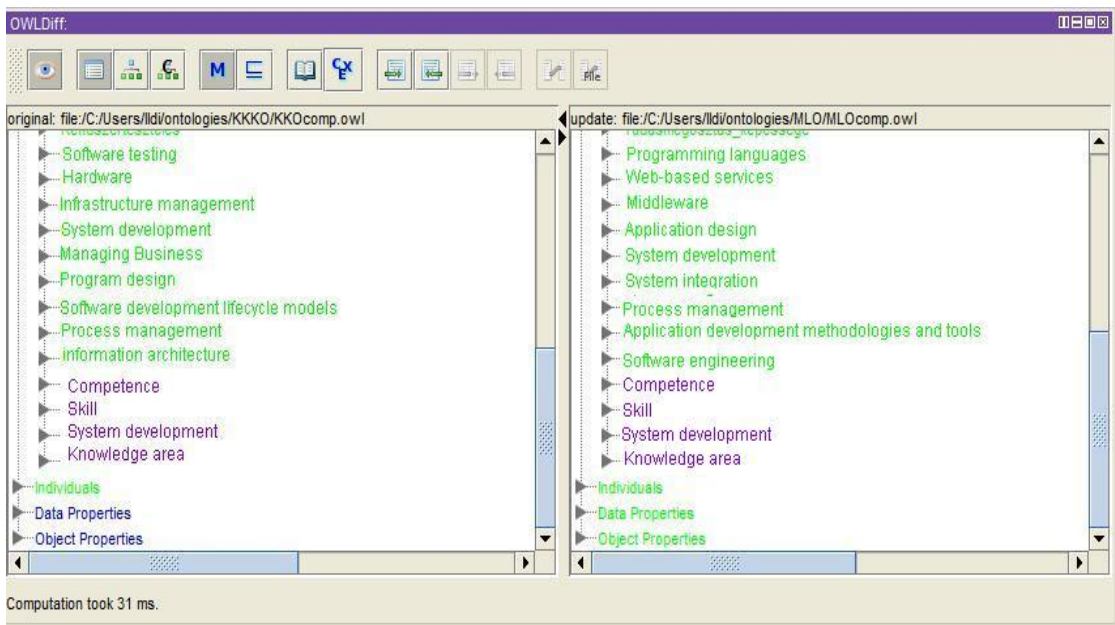 OWLDiff:
M ⊑ File
original: file:/C:/Users/Ildi/ontologies/KKKO/KKOcomp.owl
Software testing
Hardware
Infrastructure management
System development
Managing Business
Program design
Software development lifecycle models
Process management
information architecture
Competence
Skill
System development
Knowledge area
Individuals
Data Properties
Object Properties
update: file:/C:/Users/Ildi/ontologies/MLO/MLOcomp.owl
Programming languages
Web-based services
Middleware
Application design
System development
System integration
Process management
Application development methodologies and tools
Software engineering
Competence
Skill
System development
Knowledge area
Individuals
Data Properties
Object Properties
Computation took 31 ms.